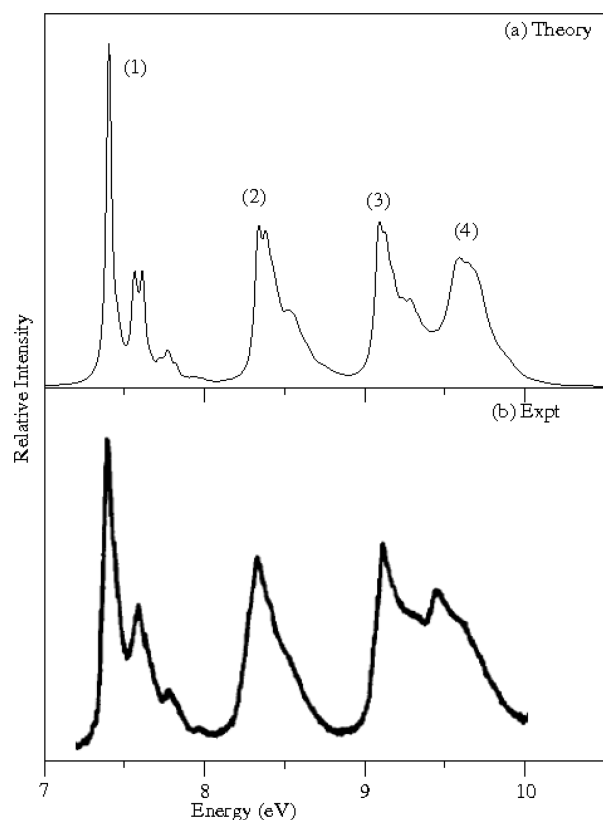 (a) Theory
(1)
(2)
(3)
(4)
Relative Intensity
(b) Expt
7
8
9
10
Energy (eV)